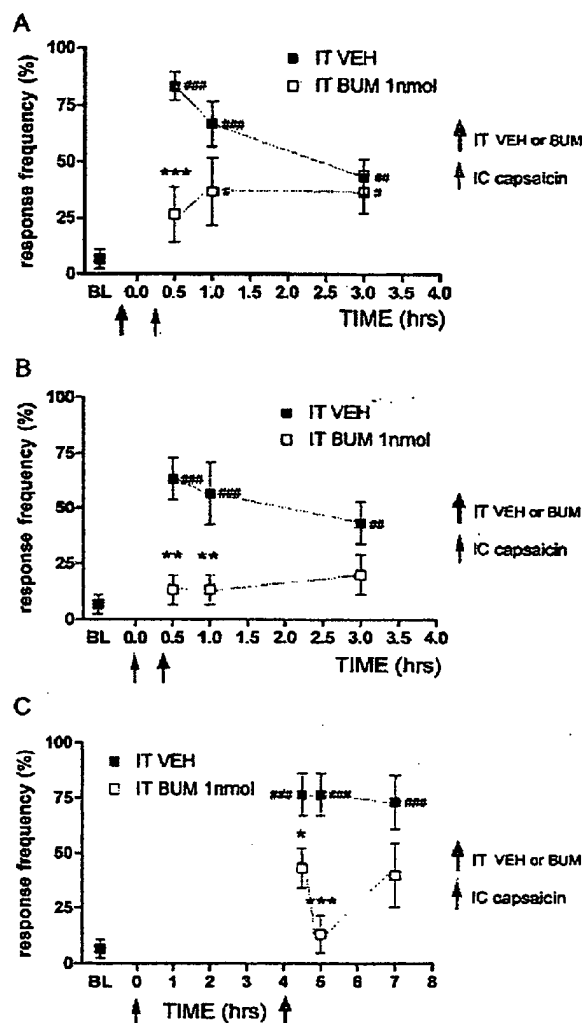 A
response frequency (%)
100
75
50
25
0
IT VEH
IT BUM 1nmol
###
###
##
***
#
#
IT VEH or BUM
IC capsaicin
BL 0.0 0.5 1.0 1.5 2.0 2.5 3.0 3.5 4.0
TIME (hrs)
B
response frequency (%)
100
75
50
25
0
IT VEH
IT BUM 1nmol
###
###
##
**
**
IT VEH or BUM
IC capsaicin
BL 0.0 0.5 1.0 1.5 2.0 2.5 3.0 3.5 4.0
TIME (hrs)
C
response frequency (%)
100
75
50
25
0
IT VEH
IT BUM 1nmol
###
###
###
*
***
IT VEH or BUM
IC capsaicin
BL 0 1 2 3 4 5 6 7 8
TIME (hrs)